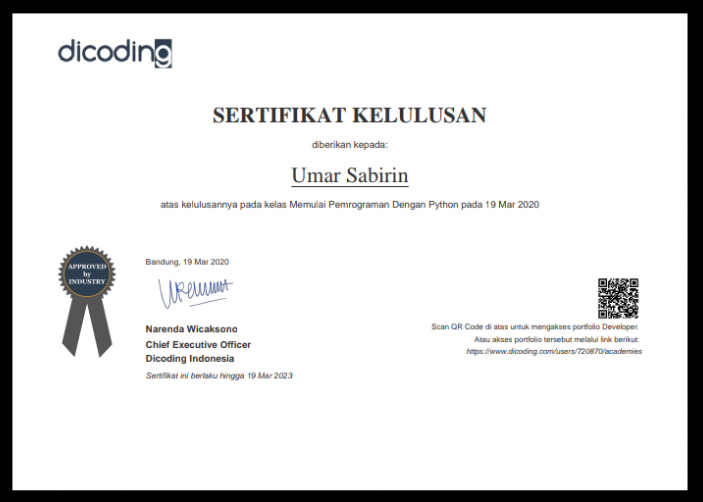 dicoding
SERTIFIKAT KELULUSAN
diberikan kepada:
Umar Sabirin
atas kelulusannya pada kelas Memulai Pemrograman Dengan Python pada 19 Mar 2020
APPROVED
by
INDUSTRY
Bandung, 19 Mar 2020
Narenda Wicaksono
Chief Executive Officer
Dicoding Indonesia
Sertifikat ini berlaku hingga 19 Mar 2023
Scan QR Code di atas untuk mengakses portfolio Developer.
Atau akses portfolio tersebut melalui link berikut:
https://www.dicoding.com/users/720870/academies